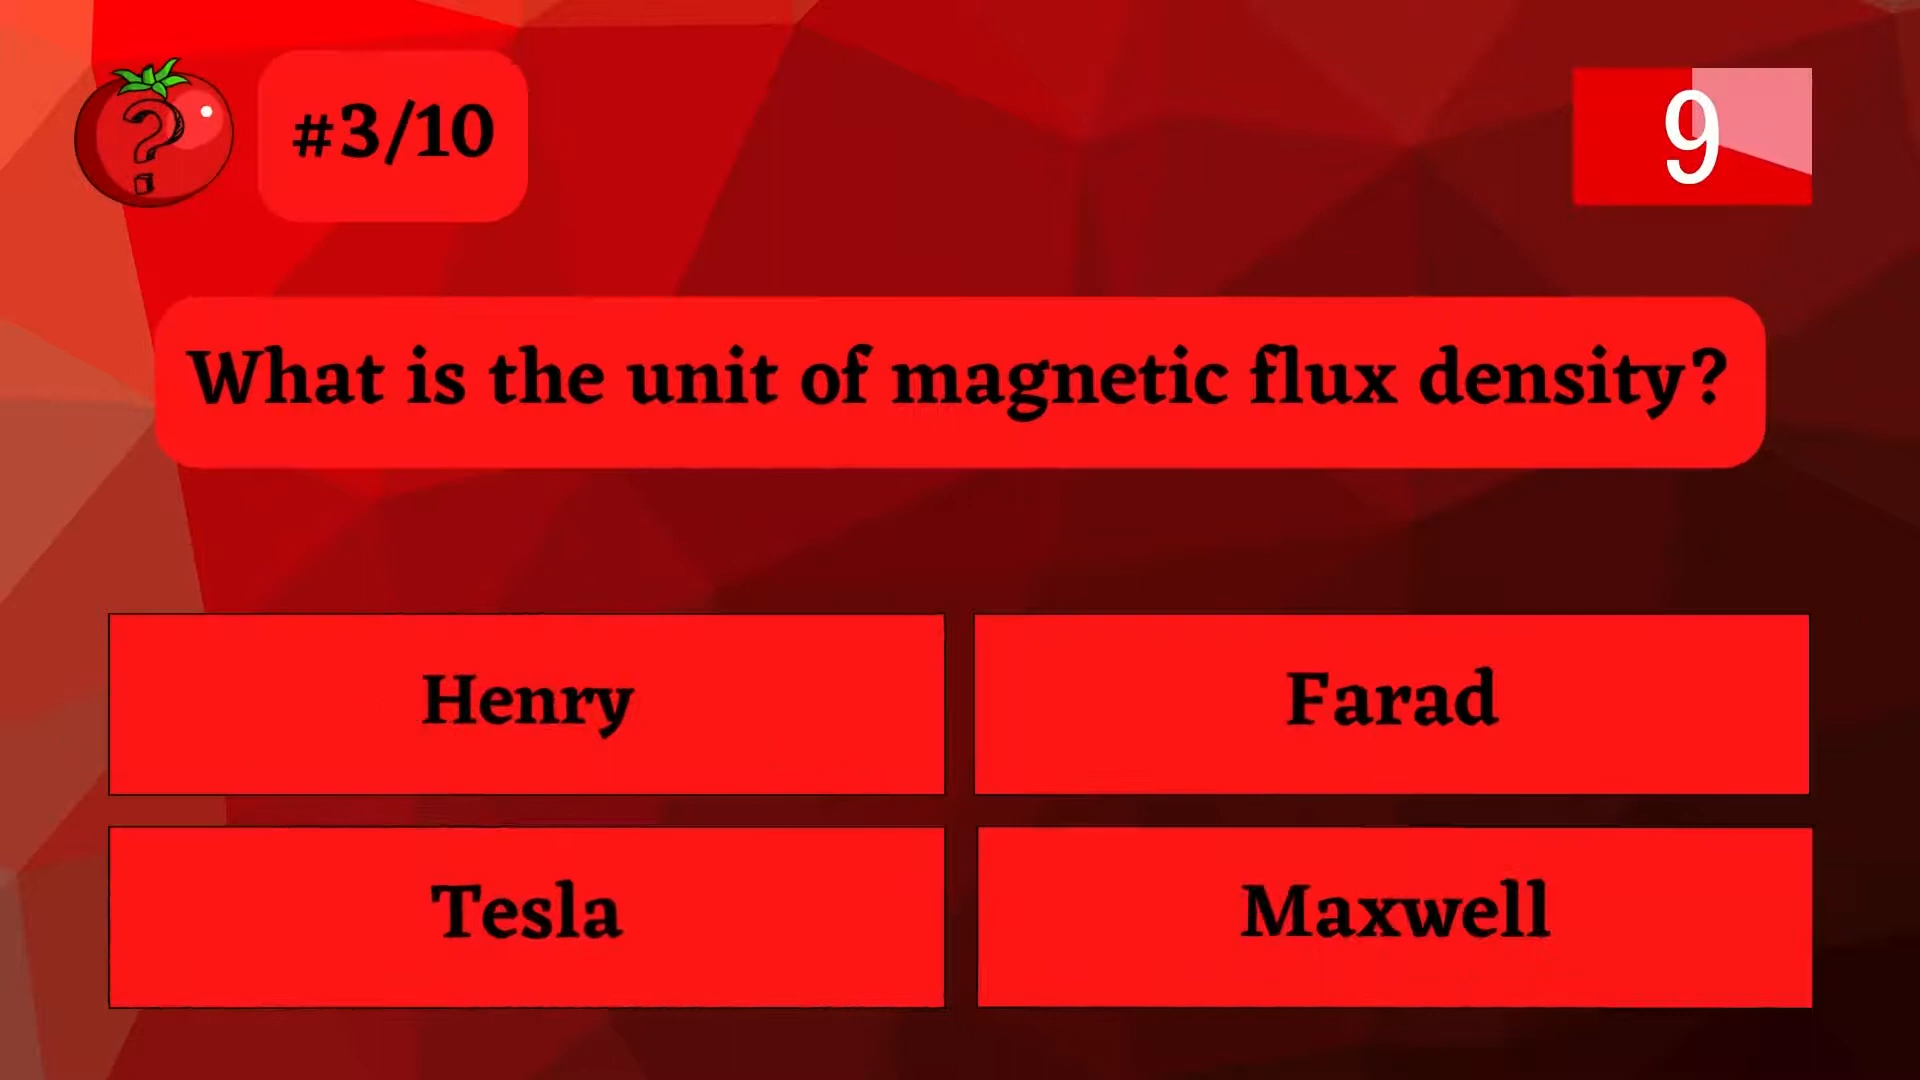 ?
#3/10
9
What is the unit of magnetic flux density?
Henry
Farad
Tesla
Maxwell